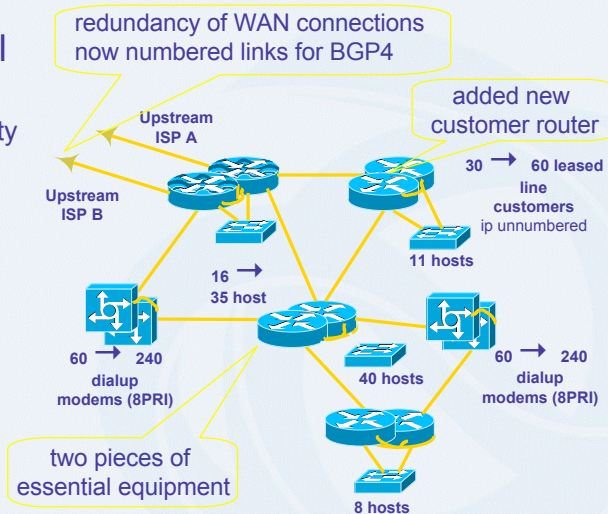 redundancy of WAN connections
now numbered links for BGP4
l
ty
Upstream
ISP A
added new
customer router
30 → 60 leased
line
customers
ip unnumbered
Upstream
ISP B
11 hosts
16 →
35 host
60 → 240
dialup
modems (8PRI)
40 hosts
60 → 240
dialup
modems (8PRI)
two pieces of
essential equipment
8 hosts